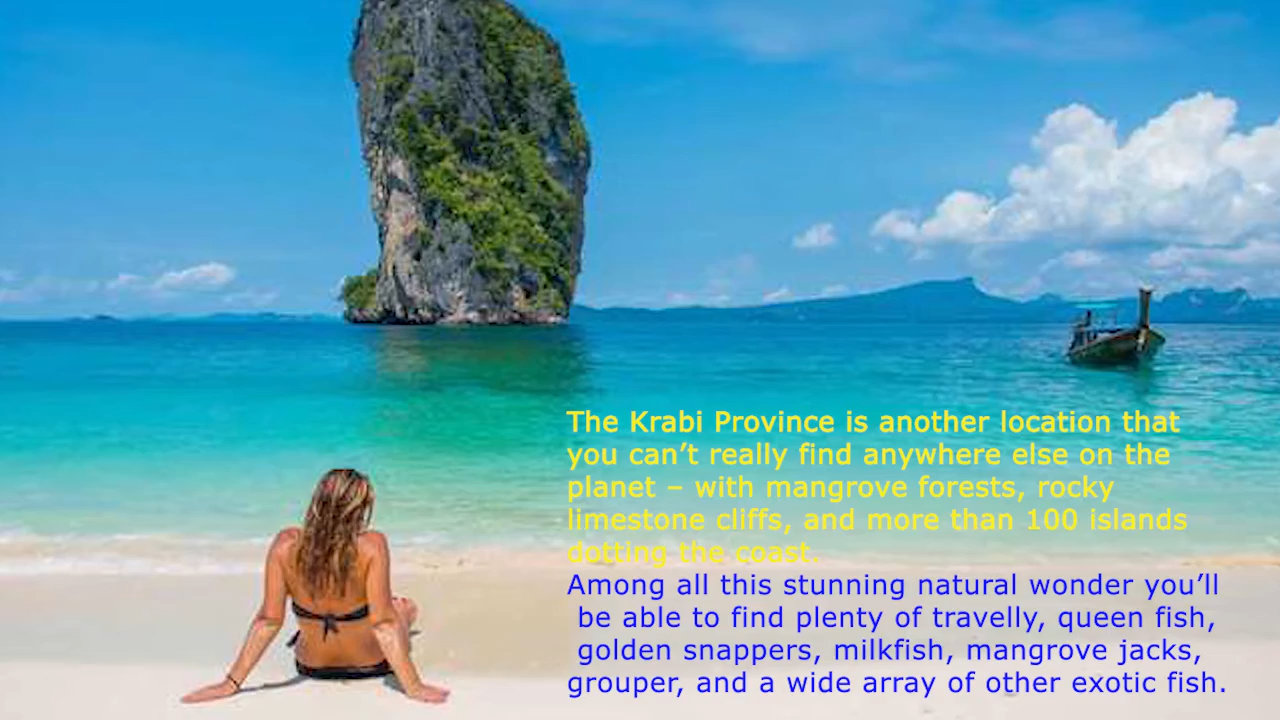 The Krabi Province is another location that
you can’t really find anywhere else on the
planet – with mangrove forests, rocky
limestone cliffs, and more than 100 islands
dotting the coast.
Among all this stunning natural wonder you’ll
be able to find plenty of travelly, queen fish,
golden snappers, milkfish, mangrove jacks,
grouper, and a wide array of other exotic fish.